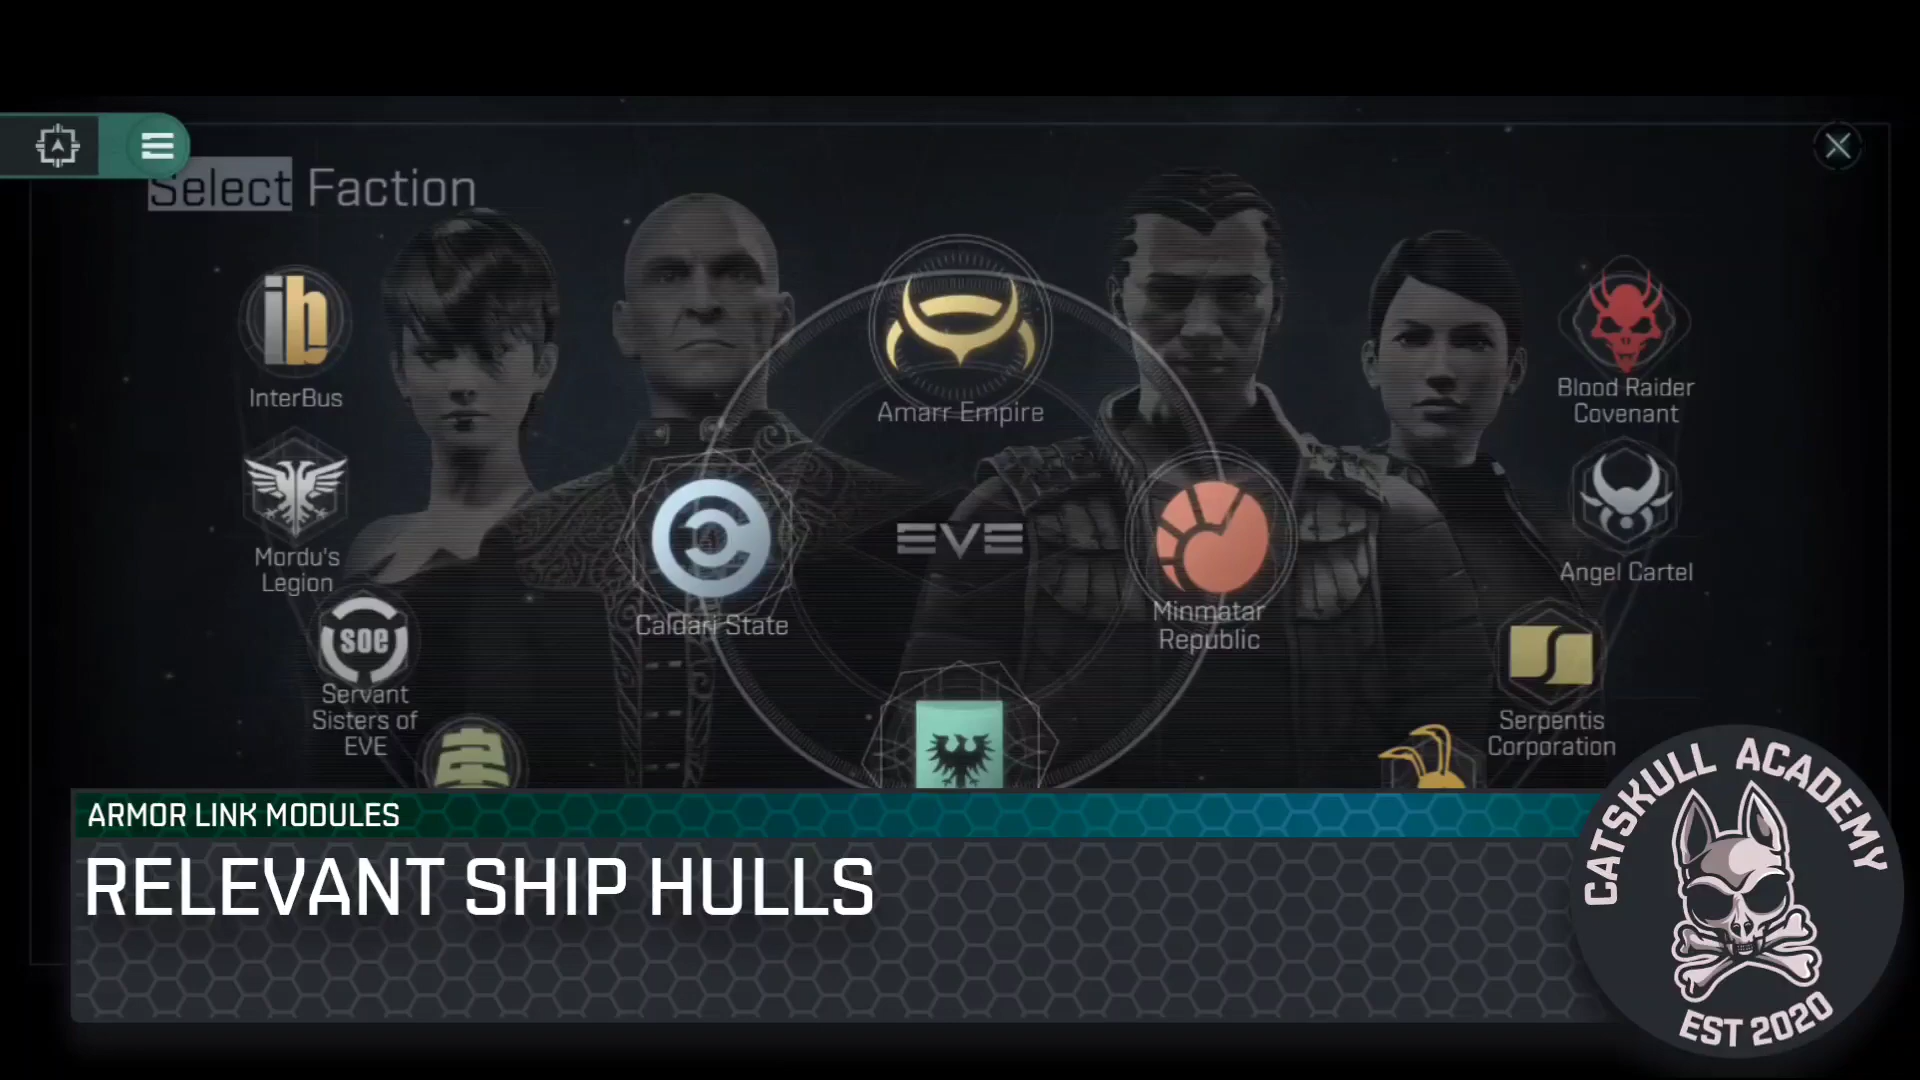 Select Faction
ib
InterBus
Amarr Empire
Blood Raider
Covenant
Mordu's
Legion
Caldari State
EVE
Minmatar
Republic
Angel Cartel
soe
Servant
Sisters of
EVE
Serpentis
Corporation
ARMOR LINK MODULES
RELEVANT SHIP HULLS
CATSKULL ACADEMY
EST 2020